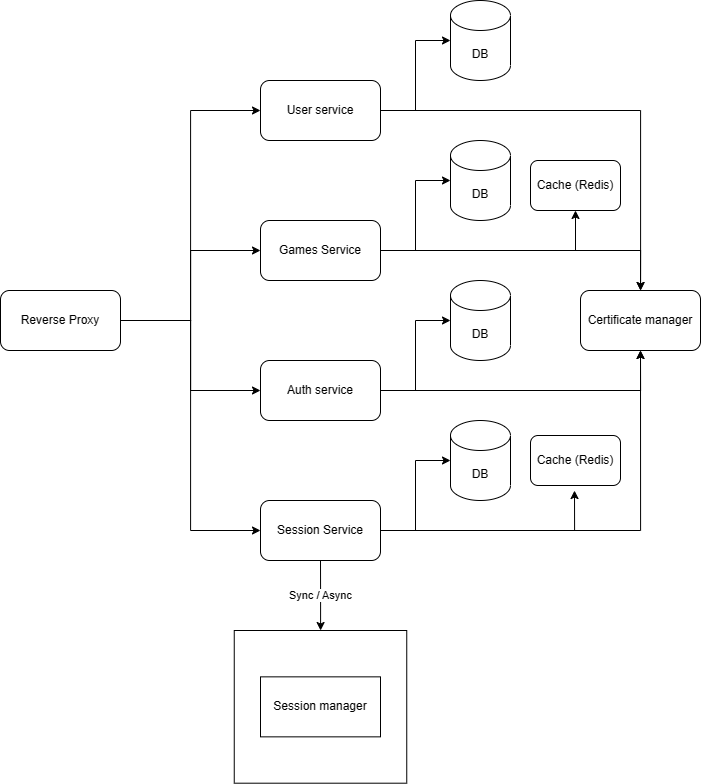 DB
User service
DB
Cache (Redis)
Games Service
Reverse Proxy
DB
Certificate manager
Auth service
DB
Cache (Redis)
Session Service
Sync / Async
Session manager